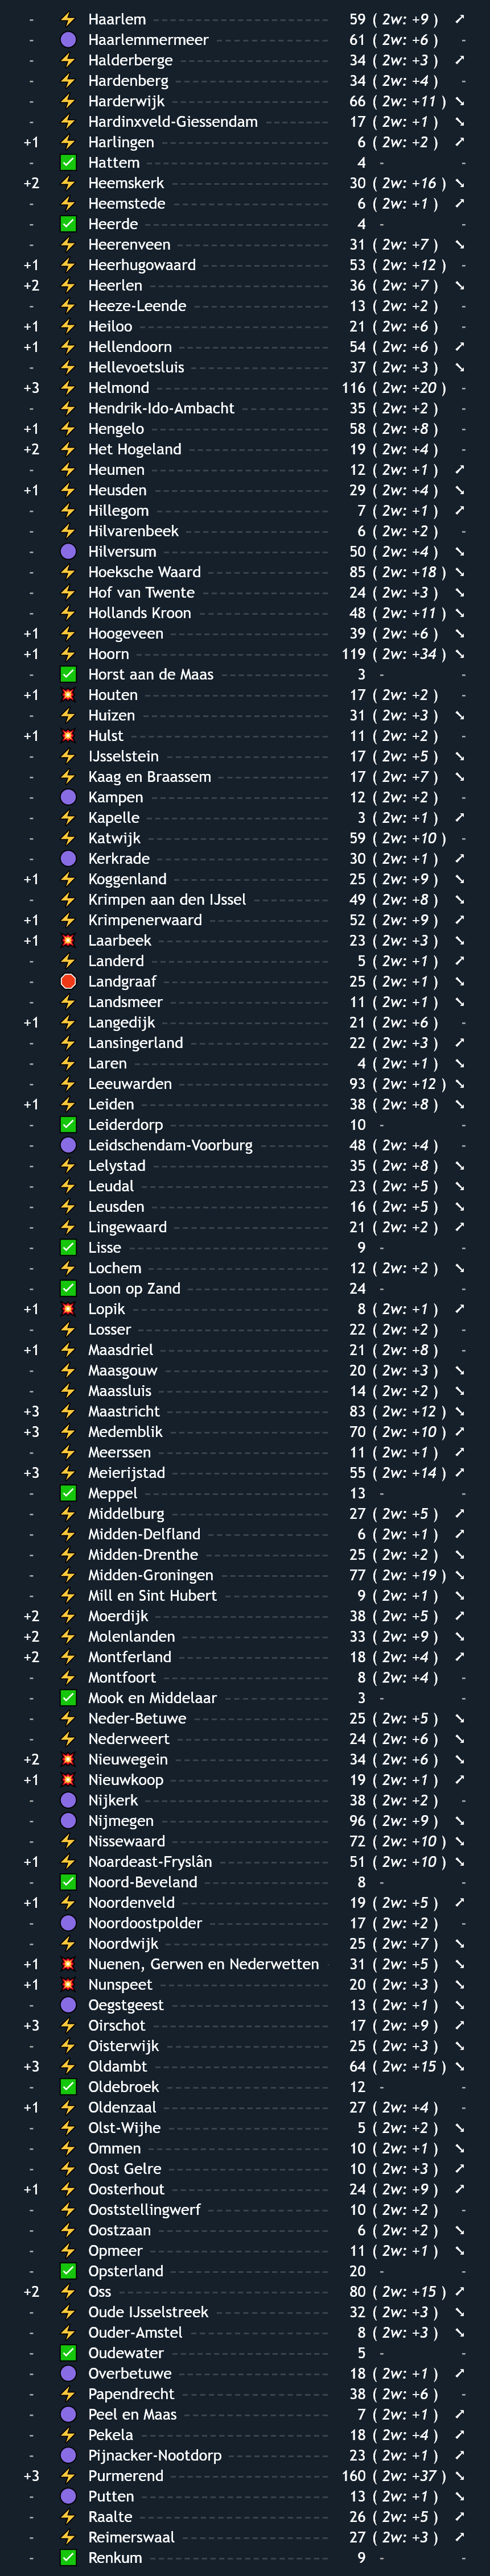 - ⚡ Haarlem 59 ( 2w: +9 ) ➚
- 🟣 Haarlemmermeer 61 ( 2w: +6 ) -
- ⚡ Halderberge 34 ( 2w: +3 ) ➚
- ⚡ Hardenberg 34 ( 2w: +4 ) -
- ⚡ Harderwijk 66 ( 2w: +11 ) ➘
- ⚡ Hardinxveld-Giessendam 17 ( 2w: +1 ) ➘
+1 ⚡ Harlingen 6 ( 2w: +2 ) ➚
- ✅ Hattem 4 - -
+2 ⚡ Heemskerk 30 ( 2w: +16 ) ➘
- ⚡ Heemstede 6 ( 2w: +1 ) ➚
- ✅ Heerde 4 - -
- ⚡ Heerenveen 31 ( 2w: +7 ) ➘
+1 ⚡ Heerhugowaard 53 ( 2w: +12 ) -
+2 ⚡ Heerlen 36 ( 2w: +7 ) ➘
- ⚡ Heeze-Leende 13 ( 2w: +2 ) -
+1 ⚡ Heiloo 21 ( 2w: +6 ) -
+1 ⚡ Hellendoorn 54 ( 2w: +6 ) ➚
- ⚡ Hellevoetsluis 37 ( 2w: +3 ) ➘
+3 ⚡ Helmond 116 ( 2w: +20 ) -
- ⚡ Hendrik-Ido-Ambacht 35 ( 2w: +2 ) -
+1 ⚡ Hengelo 58 ( 2w: +8 ) -
+2 ⚡ Het Hogeland 19 ( 2w: +4 ) -
- ⚡ Heumen 12 ( 2w: +1 ) ➚
+1 ⚡ Heusden 29 ( 2w: +4 ) ➘
- ⚡ Hillegom 7 ( 2w: +1 ) ➚
- ⚡ Hilvarenbeek 6 ( 2w: +2 ) -
- 🟣 Hilversum 50 ( 2w: +4 ) ➘
- ⚡ Hoeksche Waard 85 ( 2w: +18 ) ➘
- ⚡ Hof van Twente 24 ( 2w: +3 ) ➘
- ⚡ Hollands Kroon 48 ( 2w: +11 ) ➘
+1 ⚡ Hoogeveen 39 ( 2w: +6 ) ➘
+1 ⚡ Hoorn 119 ( 2w: +34 ) ➘
- ✅ Horst aan de Maas 3 - -
+1 💥 Houten 17 ( 2w: +2 ) -
- ⚡ Huizen 31 ( 2w: +3 ) ➘
+1 💥 Hulst 11 ( 2w: +2 ) -
- ⚡ IJsselstein 17 ( 2w: +5 ) ➘
- ⚡ Kaag en Braassem 17 ( 2w: +7 ) ➘
- 🟣 Kampen 12 ( 2w: +2 ) -
- ⚡ Kapelle 3 ( 2w: +1 ) ➚
- ⚡ Katwijk 59 ( 2w: +10 ) -
- 🟣 Kerkrade 30 ( 2w: +1 ) ➚
+1 ⚡ Koggenland 25 ( 2w: +9 ) ➘
- ⚡ Krimpen aan den IJssel 49 ( 2w: +8 ) ➘
+1 ⚡ Krimpenerwaard 52 ( 2w: +9 ) ➚
+1 💥 Laarbeek 23 ( 2w: +3 ) ➘
- ⚡ Landerd 5 ( 2w: +1 ) ➚
- 🛑 Landgraaf 25 ( 2w: +1 ) ➘
- ⚡ Landsmeer 11 ( 2w: +1 ) ➘
+1 ⚡ Langedijk 21 ( 2w: +6 ) -
- ⚡ Lansingerland 22 ( 2w: +3 ) ➚
- ⚡ Laren 4 ( 2w: +1 ) ➘
- ⚡ Leeuwarden 93 ( 2w: +12 ) ➘
+1 ⚡ Leiden 38 ( 2w: +8 ) ➘
- ✅ Leiderdorp 10 - -
- 🟣 Leidschendam-Voorburg 48 ( 2w: +4 ) -
- ⚡ Lelystad 35 ( 2w: +8 ) ➘
- ⚡ Leudal 23 ( 2w: +5 ) ➘
- ⚡ Leusden 16 ( 2w: +5 ) ➘
- ⚡ Lingewaard 21 ( 2w: +2 ) ➚
- ✅ Lisse 9 - -
- ⚡ Lochem 12 ( 2w: +2 ) ➘
- ✅ Loon op Zand 24 - -
+1 💥 Lopik 8 ( 2w: +1 ) ➚
- ⚡ Losser 22 ( 2w: +2 ) -
+1 ⚡ Maasdriel 21 ( 2w: +8 ) -
- ⚡ Maasgouw 20 ( 2w: +3 ) ➘
- ⚡ Maassluis 14 ( 2w: +2 ) ➘
+3 ⚡ Maastricht 83 ( 2w: +12 ) ➘
+3 ⚡ Medemblik 70 ( 2w: +10 ) ➚
- ⚡ Meerssen 11 ( 2w: +1 ) ➚
+3 ⚡ Meierijstad 55 ( 2w: +14 ) ➚
- ✅ Meppel 13 - -
- ⚡ Middelburg 27 ( 2w: +5 ) ➚
- ⚡ Midden-Delfland 6 ( 2w: +1 ) ➚
- ⚡ Midden-Drenthe 25 ( 2w: +2 ) ➘
- ⚡ Midden-Groningen 77 ( 2w: +19 ) ➘
- ⚡ Mill en Sint Hubert 9 ( 2w: +1 ) ➘
+2 ⚡ Moerdijk 38 ( 2w: +5 ) ➚
+2 ⚡ Molenlanden 33 ( 2w: +9 ) ➘
+2 ⚡ Montferland 18 ( 2w: +4 ) ➚
- ⚡ Montfoort 8 ( 2w: +4 ) -
- ✅ Mook en Middelaar 3 - -
- ⚡ Neder-Betuwe 25 ( 2w: +5 ) ➘
- ⚡ Nederweert 24 ( 2w: +6 ) ➘
+2 💥 Nieuwegein 34 ( 2w: +6 ) ➘
+1 💥 Nieuwkoop 19 ( 2w: +1 ) ➚
- 🟣 Nijkerk 38 ( 2w: +2 ) -
- 🟣 Nijmegen 96 ( 2w: +9 ) ➘
- ⚡ Nissewaard 72 ( 2w: +10 ) ➘
+1 ⚡ Noardeast-Fryslân 51 ( 2w: +10 ) ➘
- ✅ Noord-Beveland 8 - -
+1 ⚡ Noordenveld 19 ( 2w: +5 ) ➚
- 🟣 Noordoostpolder 17 ( 2w: +2 ) -
- ⚡ Noordwijk 25 ( 2w: +7 ) ➘
+1 💥 Nuenen, Gerwen en Nederwetten 31 ( 2w: +5 ) ➘
+1 💥 Nunspeet 20 ( 2w: +3 ) ➘
- 🟣 Oegstgeest 13 ( 2w: +1 ) ➘
+3 ⚡ Oirschot 17 ( 2w: +9 ) ➚
- ⚡ Oisterwijk 25 ( 2w: +3 ) ➘
+3 ⚡ Oldambt 64 ( 2w: +15 ) ➘
- ✅ Oldebroek 12 - -
+1 ⚡ Oldenzaal 27 ( 2w: +4 ) -
- ⚡ Olst-Wijhe 5 ( 2w: +2 ) ➘
- ⚡ Ommen 10 ( 2w: +1 ) ➘
- ⚡ Oost Gelre 10 ( 2w: +3 ) ➚
+1 ⚡ Oosterhout 24 ( 2w: +9 ) ➚
- ⚡ Ooststellingwerf 10 ( 2w: +2 ) -
- ⚡ Oostzaan 6 ( 2w: +2 ) ➘
- ⚡ Opmeer 11 ( 2w: +1 ) ➘
- ✅ Opsterland 20 - -
+2 ⚡ Oss 80 ( 2w: +15 ) ➚
- ⚡ Oude IJsselstreek 32 ( 2w: +3 ) ➘
- ⚡ Ouder-Amstel 8 ( 2w: +3 ) ➘
- ✅ Oudewater 5 - -
- 🟣 Overbetuwe 18 ( 2w: +1 ) ➚
- ⚡ Papendrecht 38 ( 2w: +6 ) -
- 🟣 Peel en Maas 7 ( 2w: +1 ) ➚
- ⚡ Pekela 18 ( 2w: +4 ) ➚
- 🟣 Pijnacker-Nootdorp 23 ( 2w: +1 ) ➚
+3 ⚡ Purmerend 160 ( 2w: +37 ) ➘
- 🟣 Putten 13 ( 2w: +1 ) ➘
- ⚡ Raalte 26 ( 2w: +5 ) ➚
- ⚡ Reimerswaal 27 ( 2w: +3 ) ➚
- ✅ Renkum 9 - -